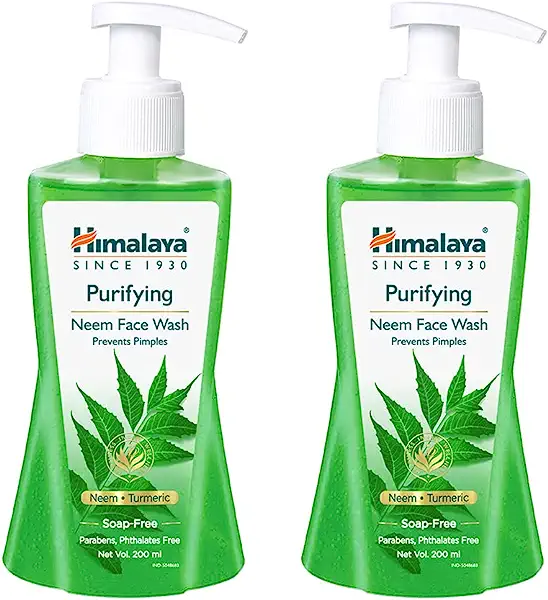 Himalaya®
SINCE 1930
Purifying
Neem Face Wash
Prevents Pimples
Neem • Turmeric
Soap-Free
Parabens, Phthalates Free
Net Vol. 200 ml
Himalaya®
SINCE 1930
Purifying
Neem Face Wash
Prevents Pimples
Neem • Turmeric
Soap-Free
Parabens, Phthalates Free
Net Vol. 200 ml